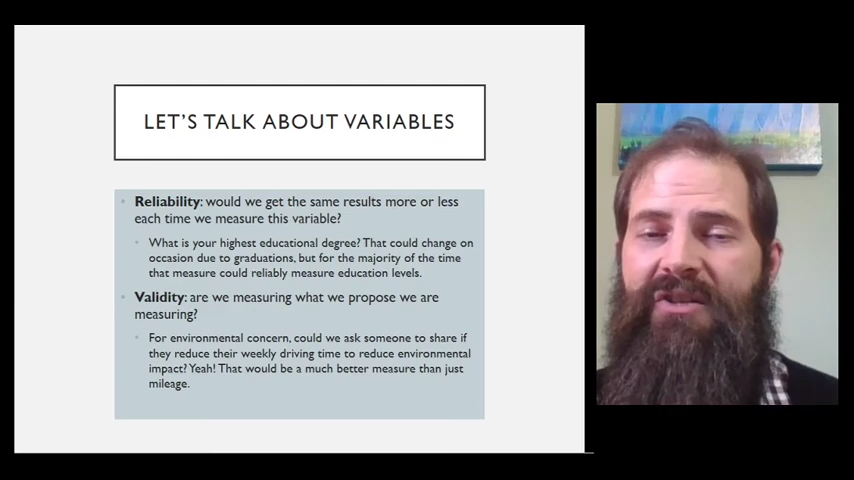 LET'S TALK ABOUT VARIABLES
Reliability: would we get the same results more or less
each time we measure this variable?
What is your highest educational degree? That could change on
occasion due to graduations, but for the majority of the time
that measure could reliably measure education levels.
Validity: are we measuring what we propose we are
measuring?
For environmental concern, could we ask someone to share if
they reduce their weekly driving time to reduce environmental
impact? Yeah! That would be a much better measure than just
mileage.